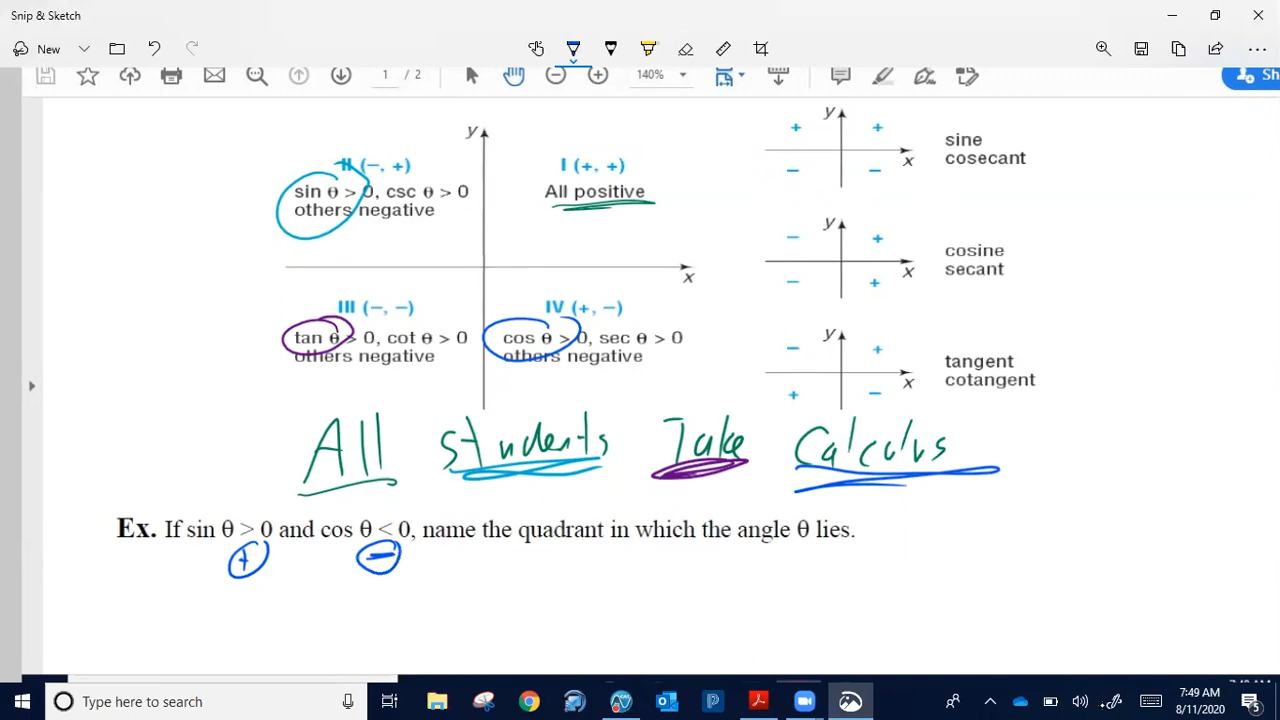 Snip & Sketch
New
1 / 2
140%
Sh
y
II (−, +)
I (+, +)
sin θ > 0, csc θ > 0
others negative
All positive
x
III (−, −)
IV (+, −)
tan θ > 0, cot θ > 0
others negative
cos θ > 0, sec θ > 0
others negative
y
+ +
x
− −
sine
cosecant
y
− +
x
− +
cosine
secant
y
− +
x
+ −
tangent
cotangent
All Students Take Calculus
Ex. If sin θ > 0 and cos θ < 0, name the quadrant in which the angle θ lies.
+ −
Type here to search
7:49 AM
8/11/2020
5